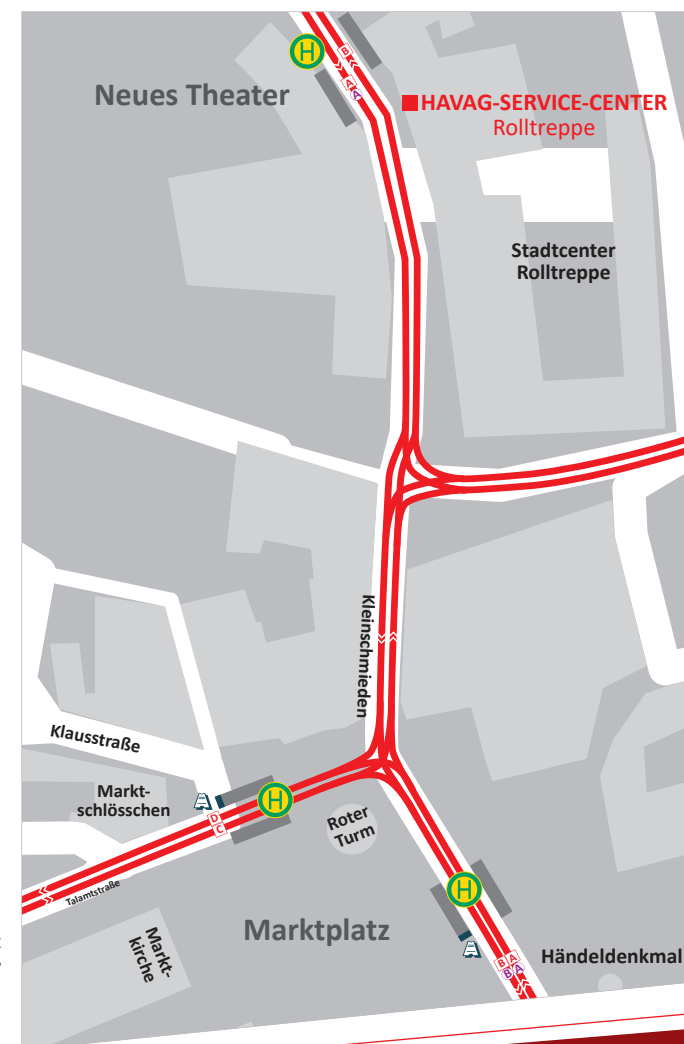 H
B
A
A
Neues Theater
HAVAG-SERVICE-CENTER
Rolltreppe
Stadtcenter
Rolltreppe
Kleinschmieden
Klausstraße
Markt-
schlösschen
H
D
C
Roter
Turm
Talamtstraße
H
Marktplatz
Markt-
kirche
B A
B A
Händeldenkmal